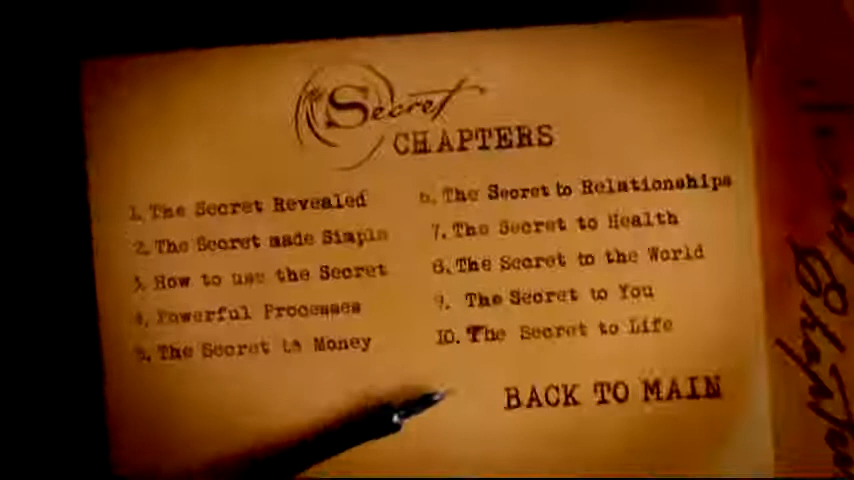 Secret
CHAPTERS
1. The Secret Revealed
2. The Secret made Simple
3. How to use the Secret
4. Powerful Processes
5. The Secret to Money
6. The Secret to Relationships
7. The Secret to Health
8. The Secret to the World
9. The Secret to You
10. The Secret to Life
BACK TO MAIN